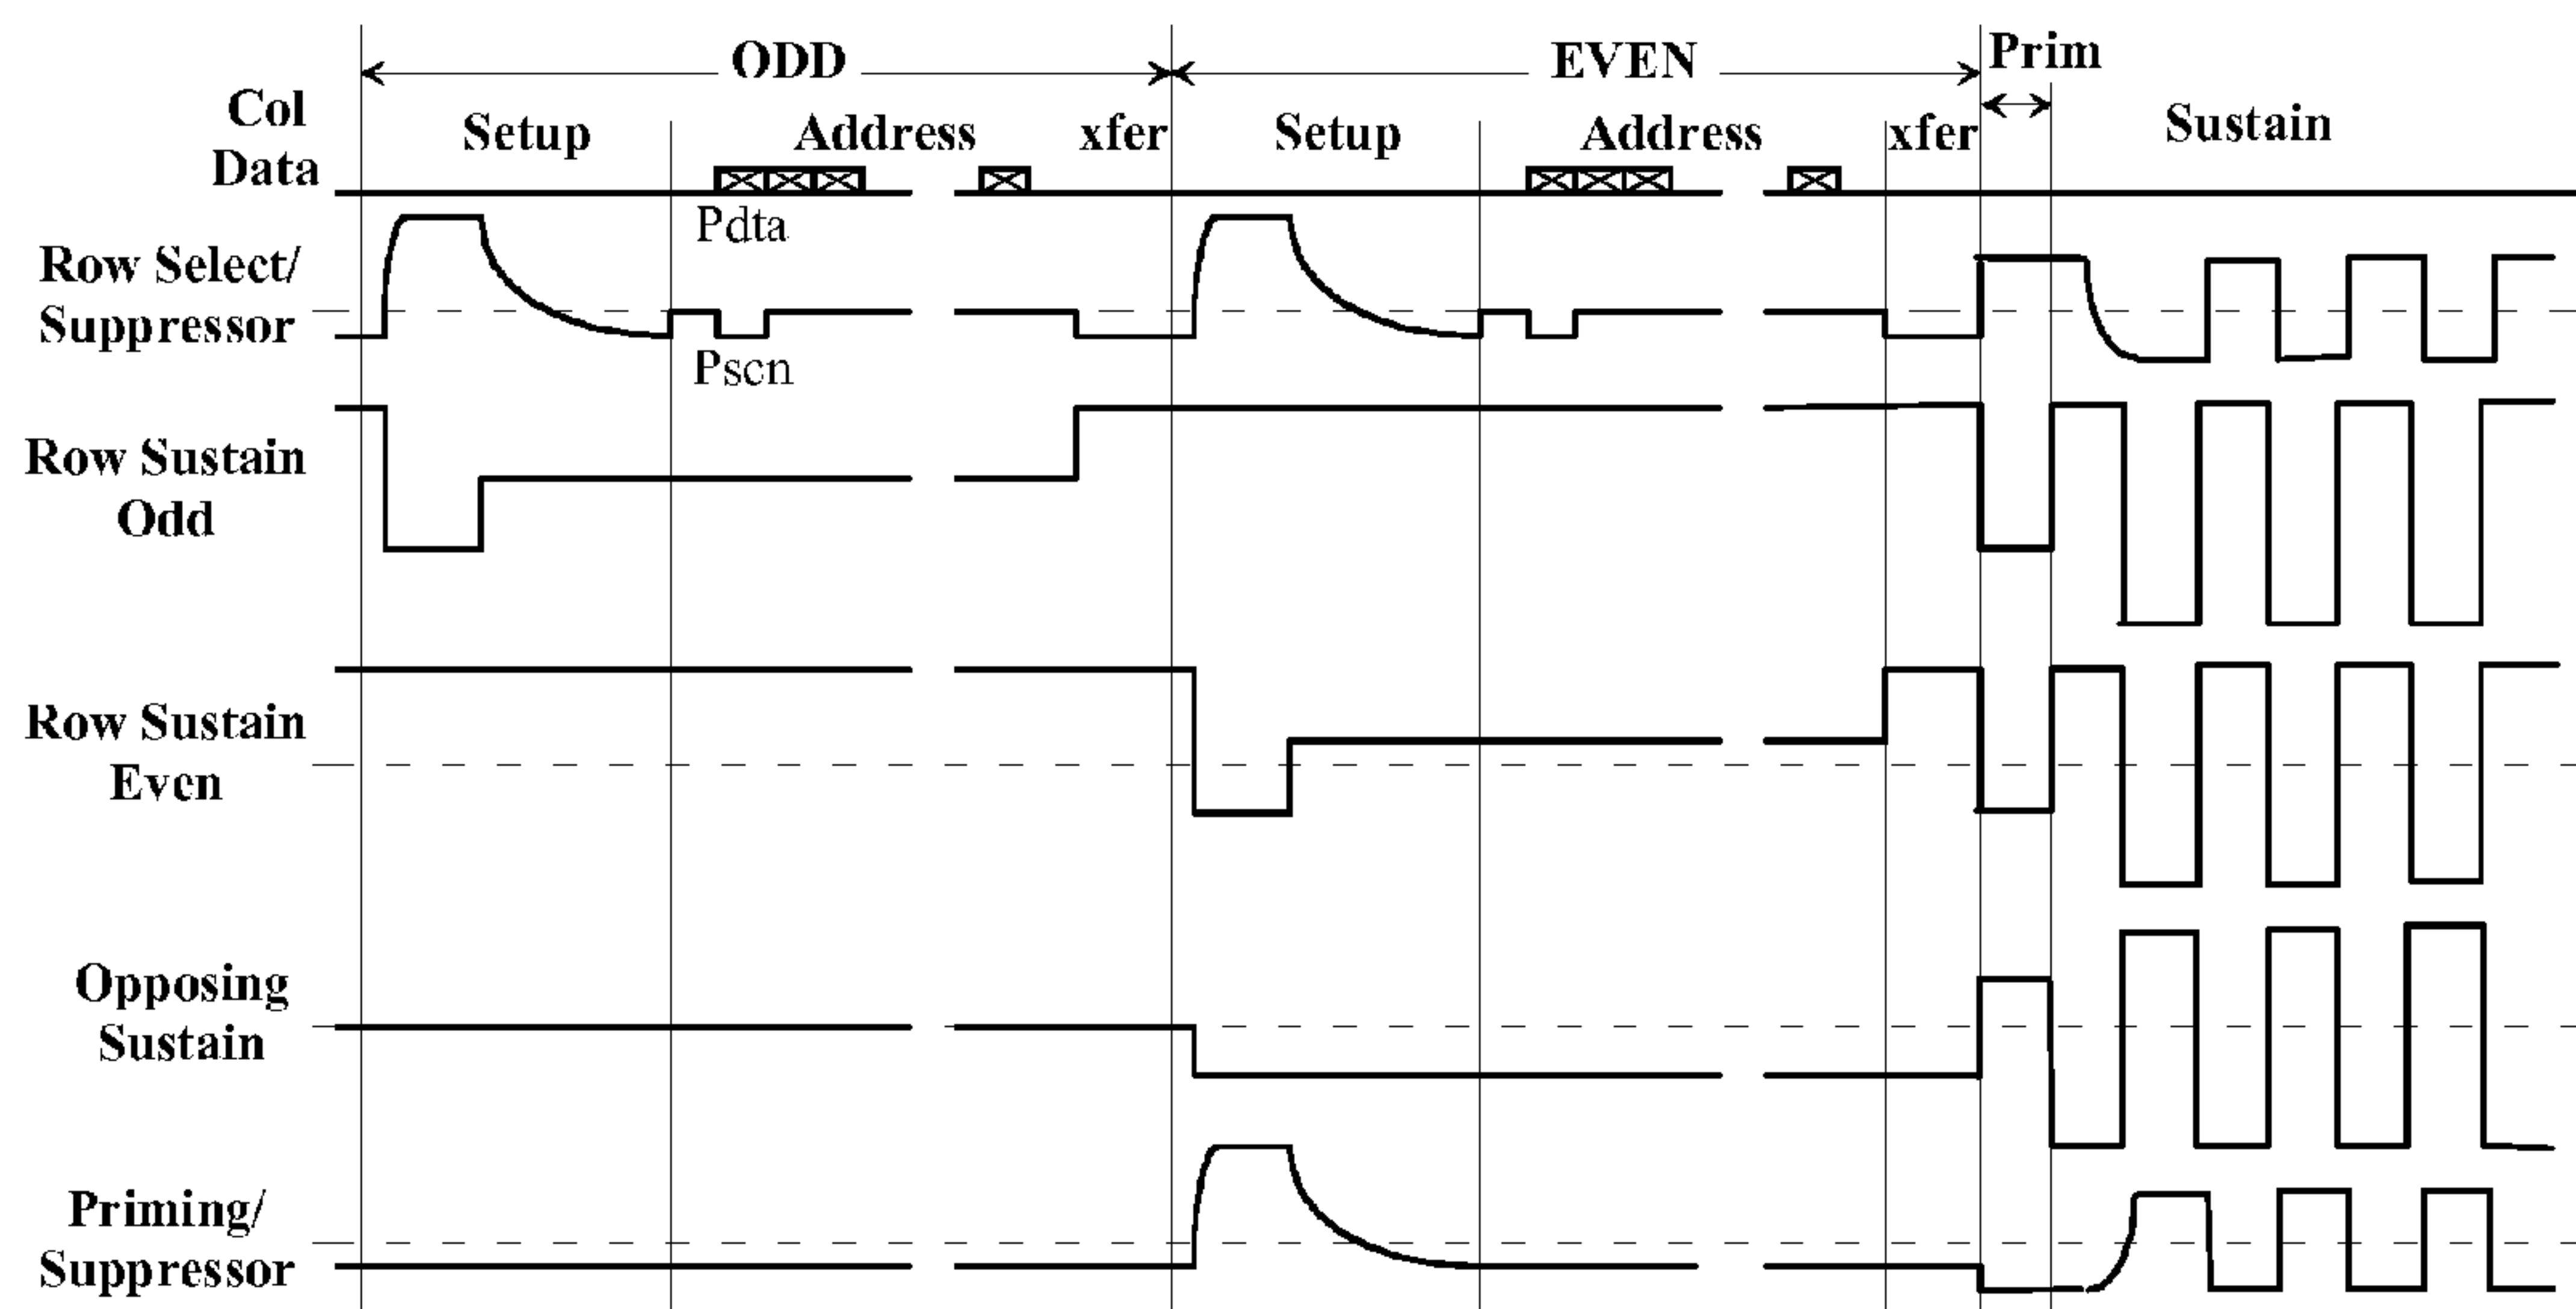 ODD
EVEN
Prim
Col
Data
Setup
Address
xfer
Setup
Address
xfer
Sustain
Pdta
Row Select/
Suppressor
Pscn
Row Sustain
Odd
Row Sustain
Even
Opposing
Sustain
Priming/
Suppressor